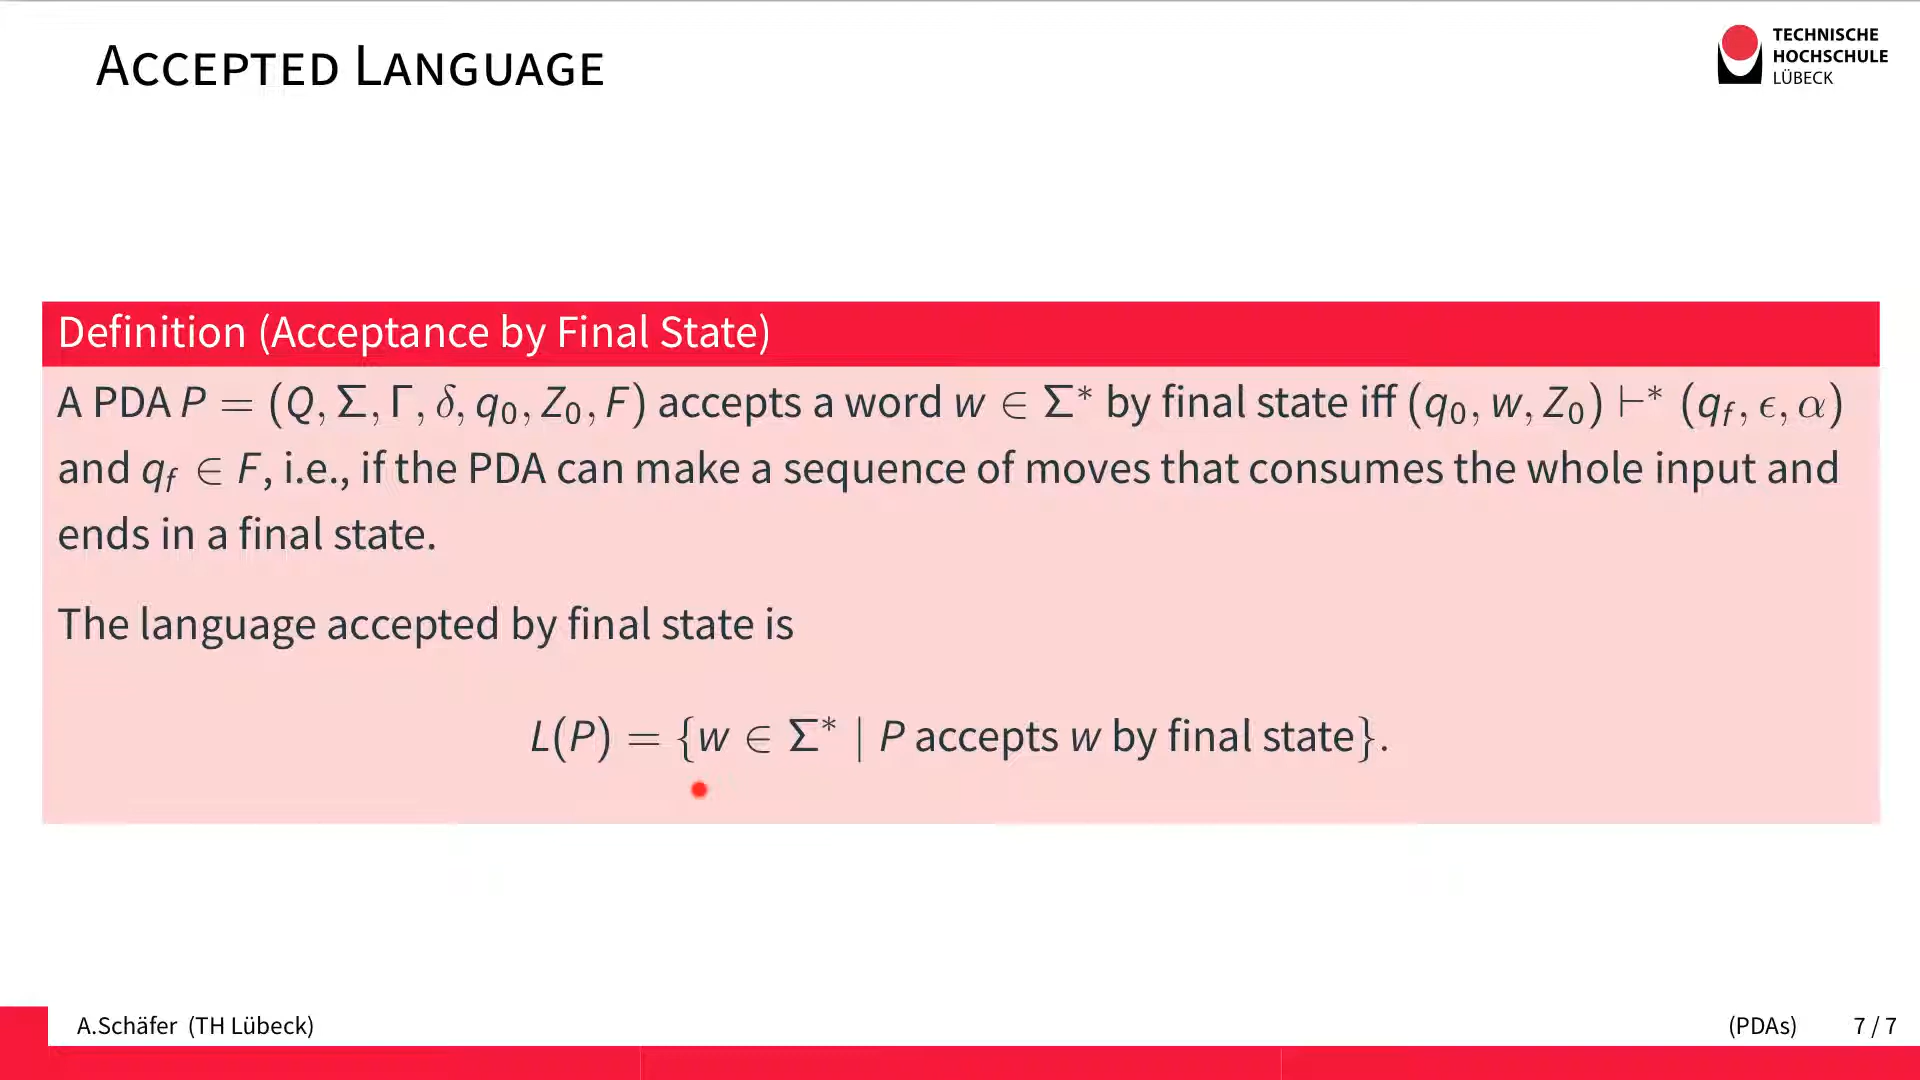 ACCEPTED LANGUAGE
TECHNISCHE
HOCHSCHULE
LÜBECK
Definition (Acceptance by Final State)
A PDA P = (Q, Σ, Γ, δ, q₀, Z₀, F) accepts a word w ∈ Σ* by final state iff (q₀, w, Z₀) ⊢* (q_f, ϵ, α)
and q_f ∈ F, i.e., if the PDA can make a sequence of moves that consumes the whole input and
ends in a final state.
The language accepted by final state is
L(P) = {w ∈ Σ* | P accepts w by final state}.
A.Schäfer (TH Lübeck)
(PDAs)
7 / 7